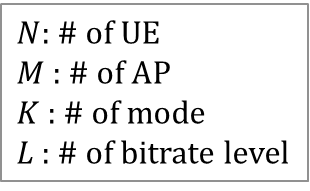 N: # of UE
M : # of AP
K : # of mode
L : # of bitrate level